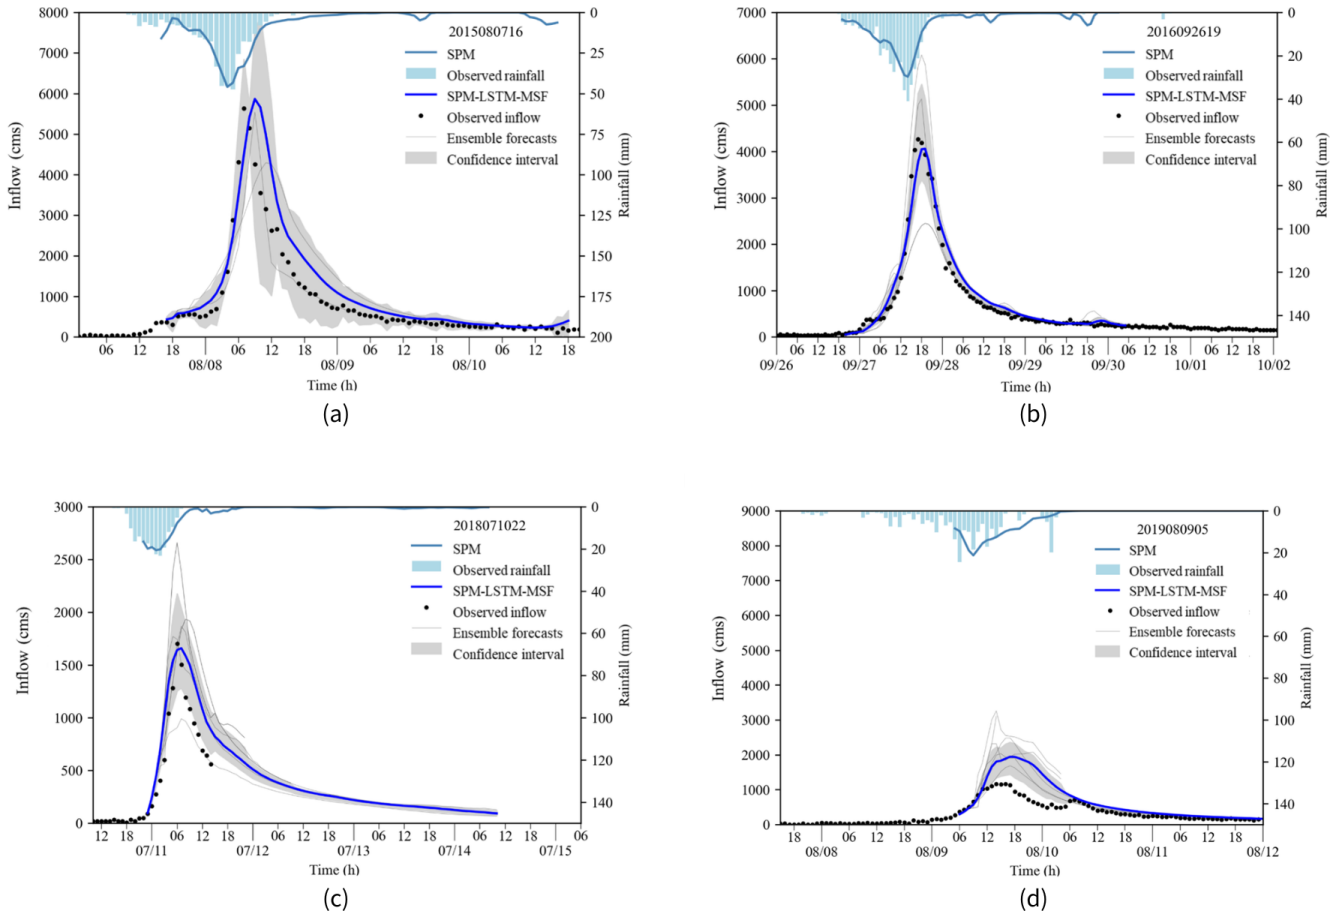 2015080716
SPM
Observed rainfall
SPM-LSTM-MSF
Observed inflow
Ensemble forecasts
Confidence interval
Inflow (cms)
8000
7000
6000
5000
4000
3000
2000
1000
0
0
25
50
75
100
125
150
175
200
Rainfall (mm)
06 12 18 06 12 18 06 12 18 06 12 18
08/08 08/09 08/10
Time (h)
(a)
2016092619
SPM
Observed rainfall
SPM-LSTM-MSF
Observed inflow
Ensemble forecasts
Confidence interval
Inflow (cms)
7000
6000
5000
4000
3000
2000
1000
0
0
20
40
60
80
100
120
140
Rainfall (mm)
06 12 18 06 12 18 06 12 18 06 12 18 06 12 18 06 12 18
09/26 09/27 09/28 09/29 09/30 10/01 10/02
Time (h)
(b)
2018071022
SPM
Observed rainfall
SPM-LSTM-MSF
Observed inflow
Ensemble forecasts
Confidence interval
Inflow (cms)
3000
2500
2000
1500
1000
500
0
0
20
40
60
80
100
120
140
Rainfall (mm)
12 18 06 12 18 06 12 18 06 12 18 06 12 18 06
07/11 07/12 07/13 07/14 07/15
Time (h)
(c)
2019080905
SPM
Observed rainfall
SPM-LSTM-MSF
Observed inflow
Ensemble forecasts
Confidence interval
Inflow (cms)
9000
8000
7000
6000
5000
4000
3000
2000
1000
0
0
20
40
60
80
100
120
140
Rainfall (mm)
18 06 12 18 06 12 18 06 12 18 06 12 18
08/08 08/09 08/10 08/11 08/12
Time (h)
(d)